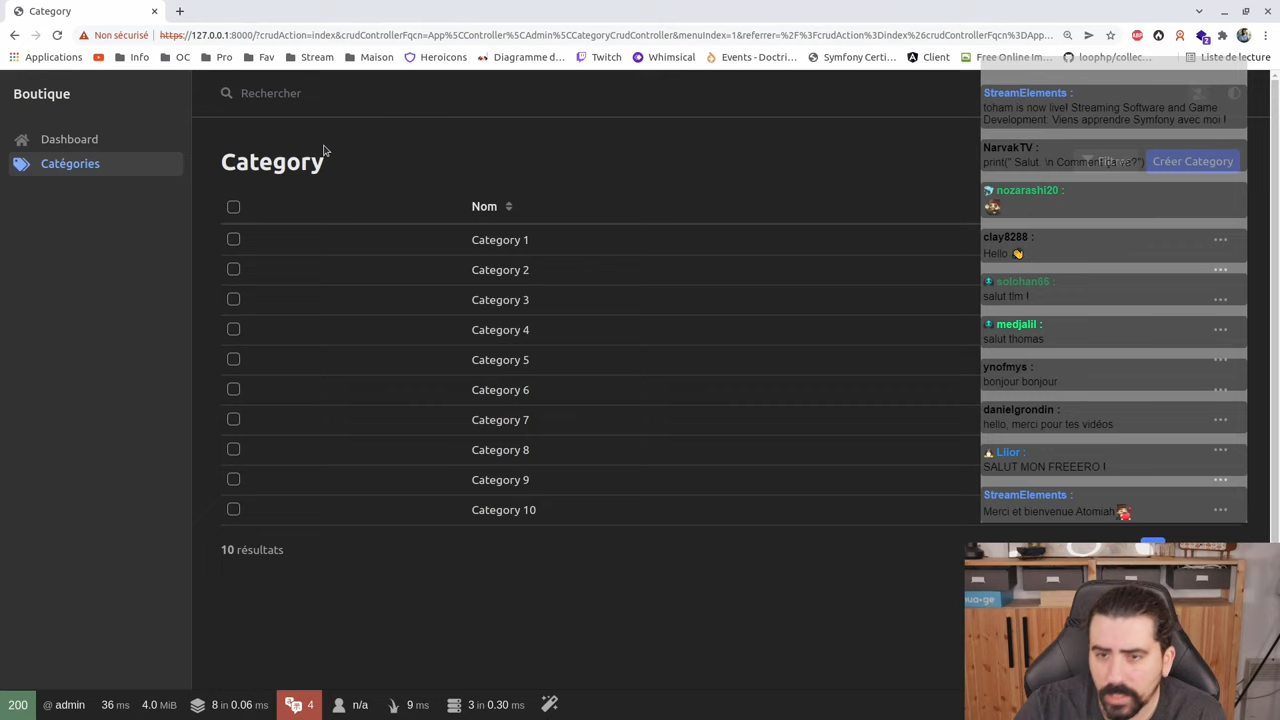 Category
Non sécurisé
https://127.0.0.1:8000/?crudAction=index&crudControllerFqcn=App%5CController%5CAdmin%5CCategoryCrudController&menuIndex=1&referrer=%2F%3FcrudAction%3Dindex%26crudControllerFqcn%3DApp...
Applications
Info
OC
Pro
Fav
Stream
Maison
Heroicons
Diagramme d...
Twitch
Whimsical
Events - Doctri...
Symfony Certi...
Client
Free Online Im...
loophp/collec...
Liste de lecture
Boutique
Dashboard
Catégories
Rechercher
Category
Créer Category
Nom
Category 1
Category 2
Category 3
Category 4
Category 5
Category 6
Category 7
Category 8
Category 9
Category 10
10 résultats
StreamElements :
toham is now live! Streaming Software and Game
Development: Viens apprendre Symfony avec moi !
NarvakTV :
print(" Salut. \n Comment ça va?")
nozarashi20 :
clay8288 :
Hello
solohan66 :
salut tim !
medjalil :
salut thomas
ynofmys :
bonjour bonjour
danielgrondin :
hello, merci pour tes vidéos
Liior :
SALUT MON FREEERO !
StreamElements :
Merci et bienvenue Atomiah
200
@ admin
36 ms
4.0 MiB
8 in 0.06 ms
4
n/a
9 ms
3 in 0.30 ms